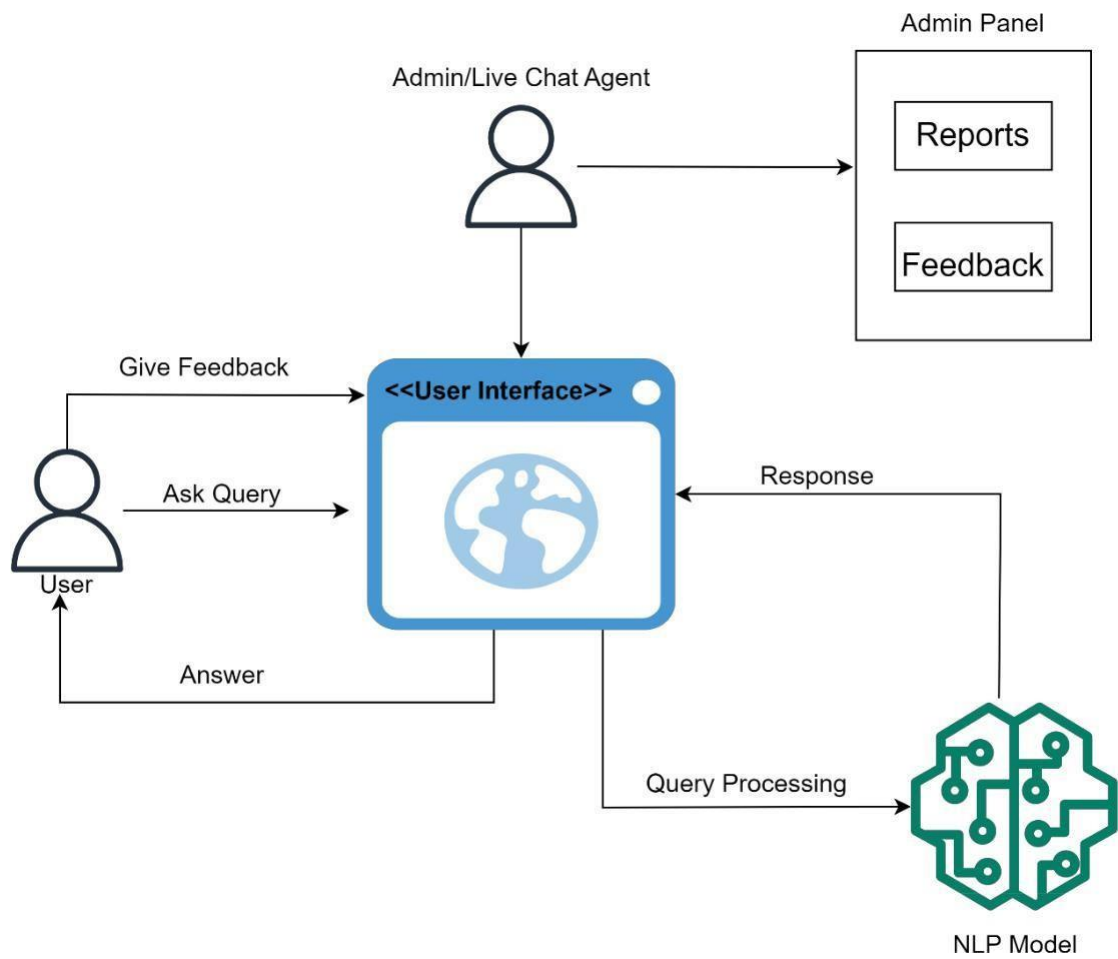 Admin Panel
Admin/Live Chat Agent
Reports
Feedback
Give Feedback
<<User Interface>>
Ask Query
Response
User
Answer
Query Processing
NLP Model